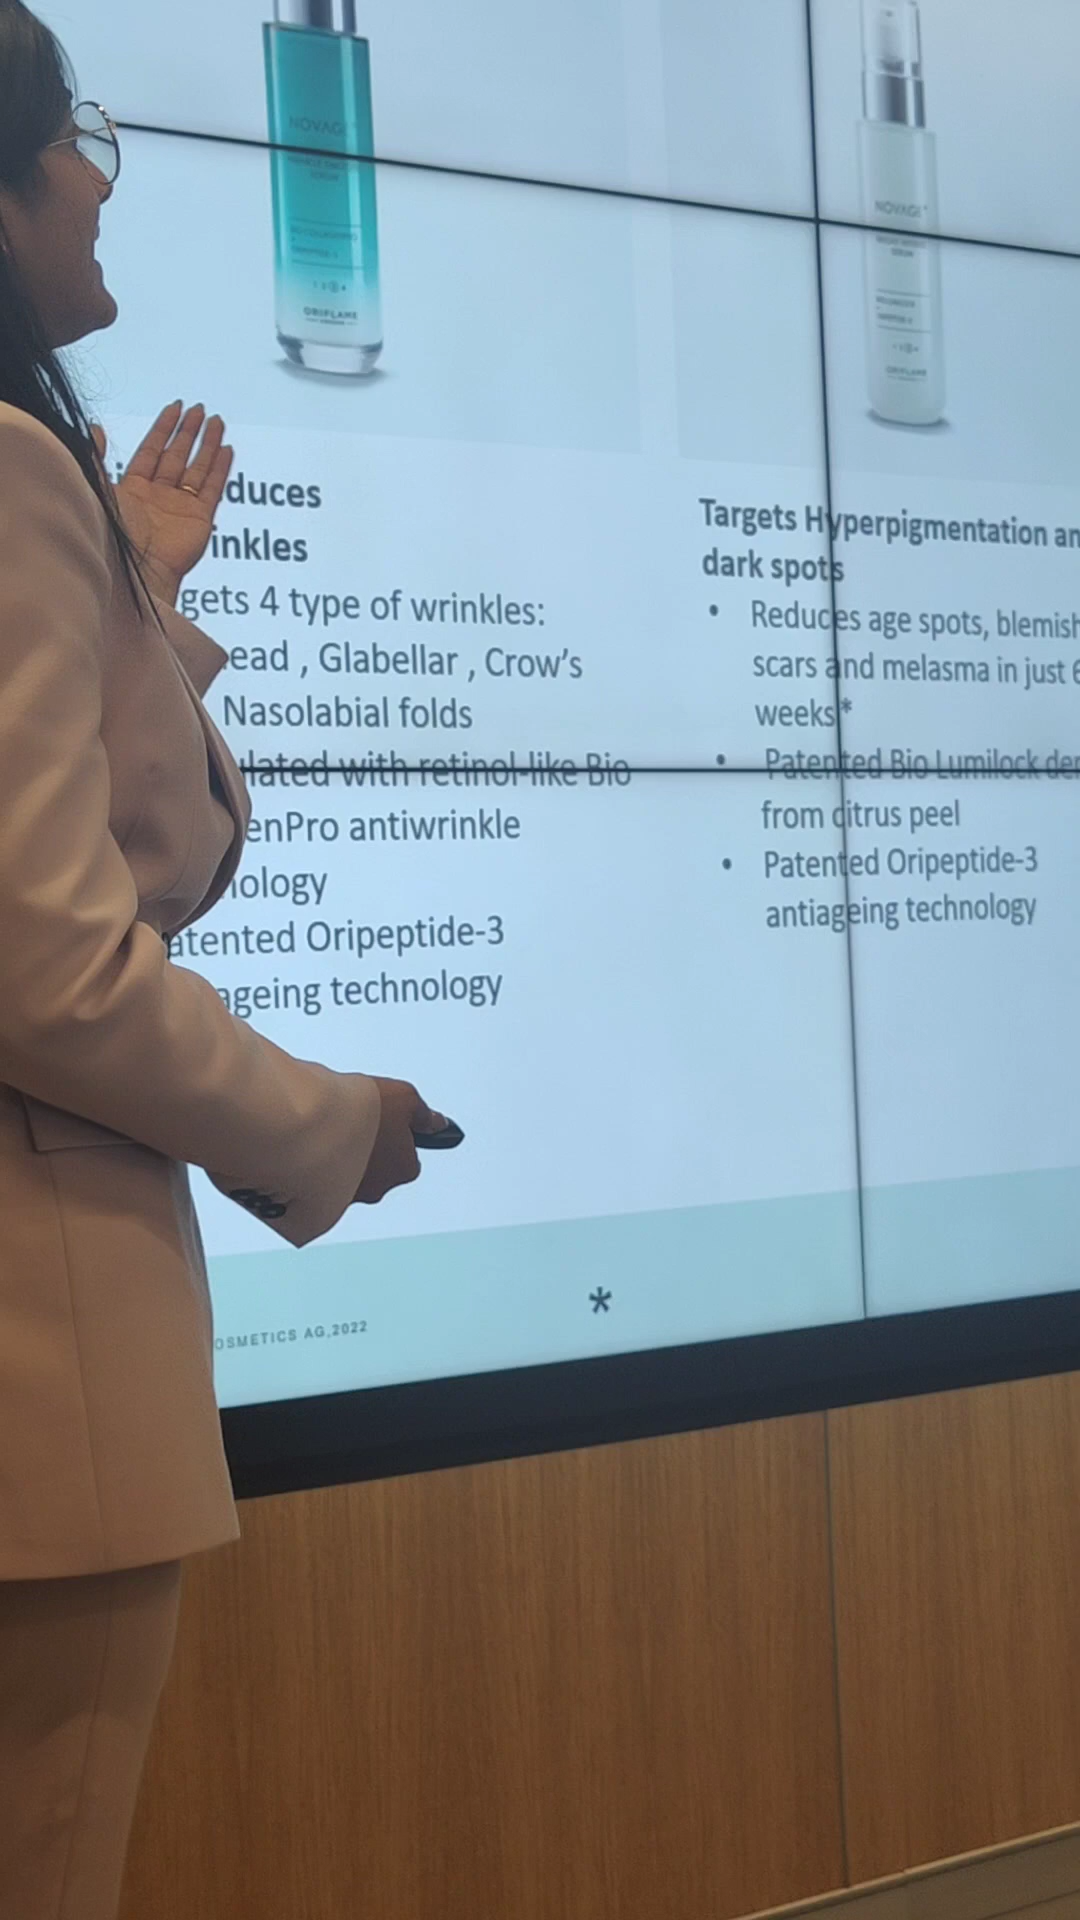 NOVAGE+
SERUM
ORIFLAME
duces
inkles
gets 4 type of wrinkles:
ead , Glabellar , Crow's
Nasolabial folds
lated with retinol-like Bio
enPro antiwrinkle
ology
atented Oripeptide-3
ageing technology
NOVAGE+
SERUM
ORIFLAME
Targets Hyperpigmentation an
dark spots
• Reduces age spots, blemish
scars and melasma in just 6
weeks*
• Patented Bio Lumilock der
from citrus peel
• Patented Oripeptide-3
antiageing technology
*
OSMETICS AG,2022